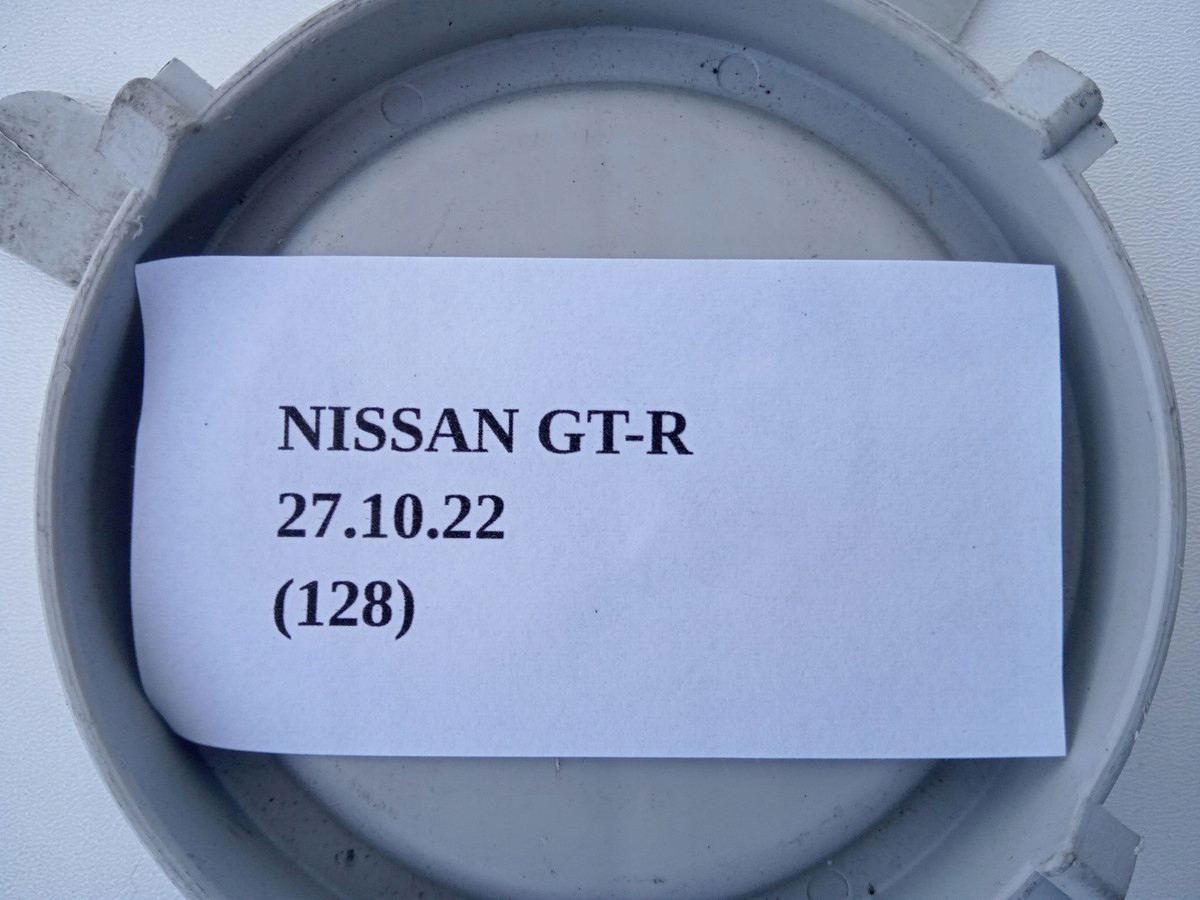 NISSAN GT-R
27.10.22
(128)